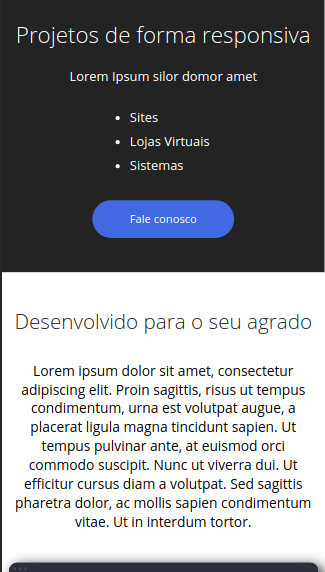 Projetos de forma responsiva
Lorem Ipsum silor domor amet
Sites
Lojas Virtuais
Sistemas
Fale conosco
Desenvolvido para o seu agrado
Lorem ipsum dolor sit amet, consectetur
adipiscing elit. Proin sagittis, risus ut tempus
condimentum, urna est volutpat augue, a
placerat ligula magna tincidunt sapien. Ut
tempus pulvinar ante, at euismod orci
commodo suscipit. Nunc ut viverra dui. Ut
efficitur cursus diam a volutpat. Sed sagittis
pharetra dolor, ac mollis sapien condimentum
vitae. Ut in interdum tortor.